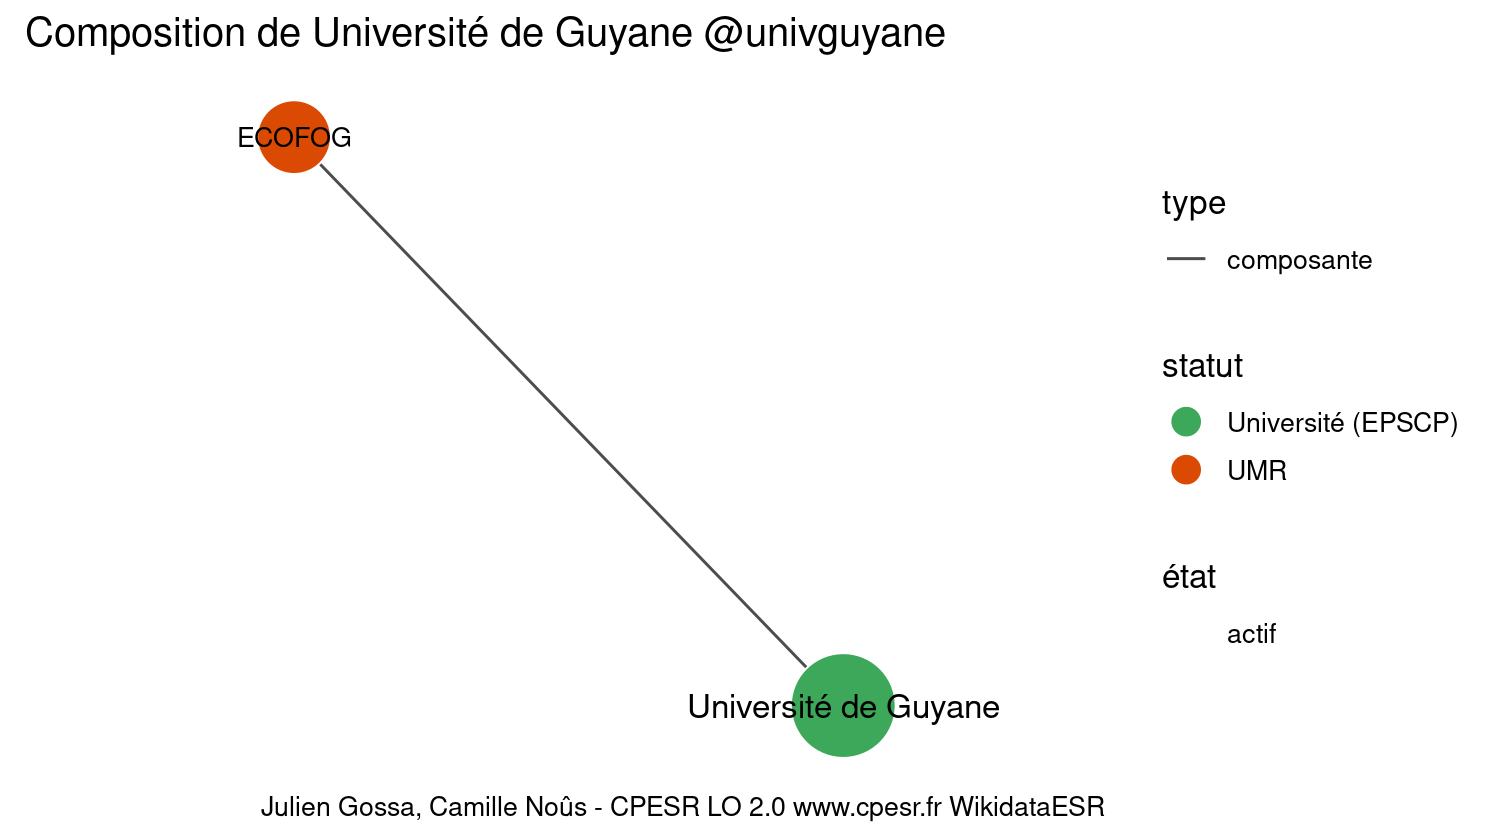 Composition de Université de Guyane @univguyane
ECOFOG
type
composante
statut
Université (EPSCP)
UMR
état
actif
Université de Guyane
Julien Gossa, Camille Noûs - CPESR LO 2.0 www.cpesr.fr WikidataESR